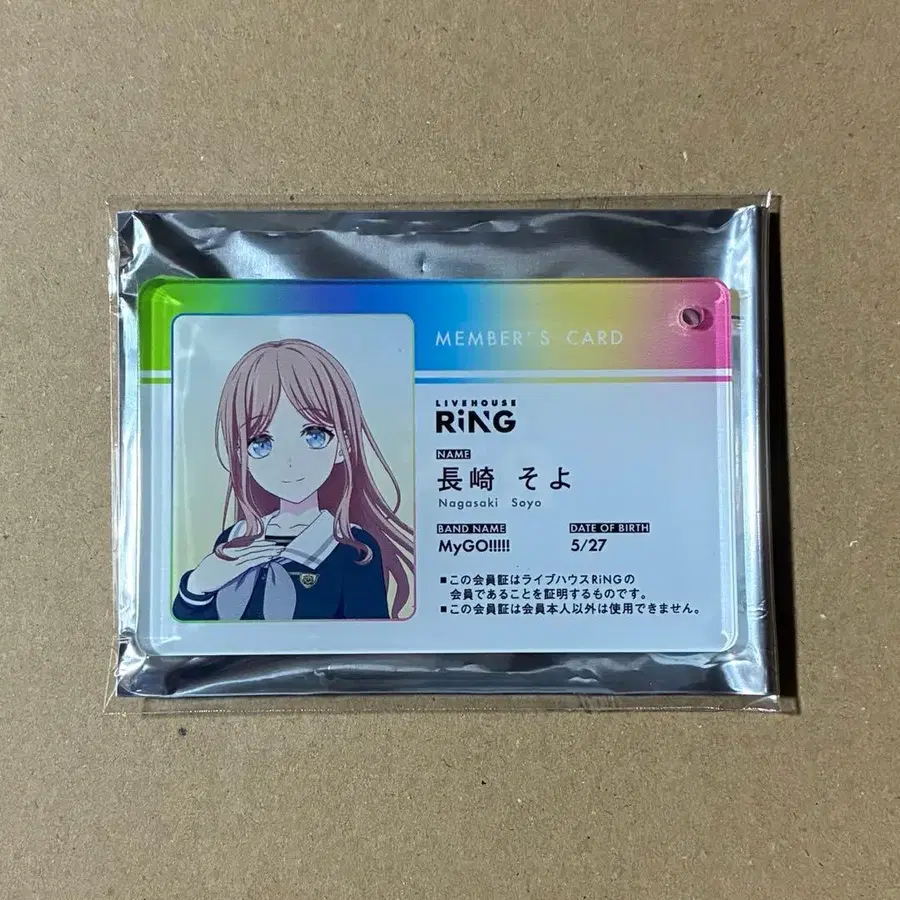 MEMBER'S CARD
LIVEHOUSE
RiNG
NAME
長崎 そよ
Nagasaki Soyo
BAND NAME DATE OF BIRTH
MyGO!!!!! 5/27
■この会員証はライブハウスRiNGの
会員であることを証明するものです。
■この会員証は会員本人以外は使用できません。